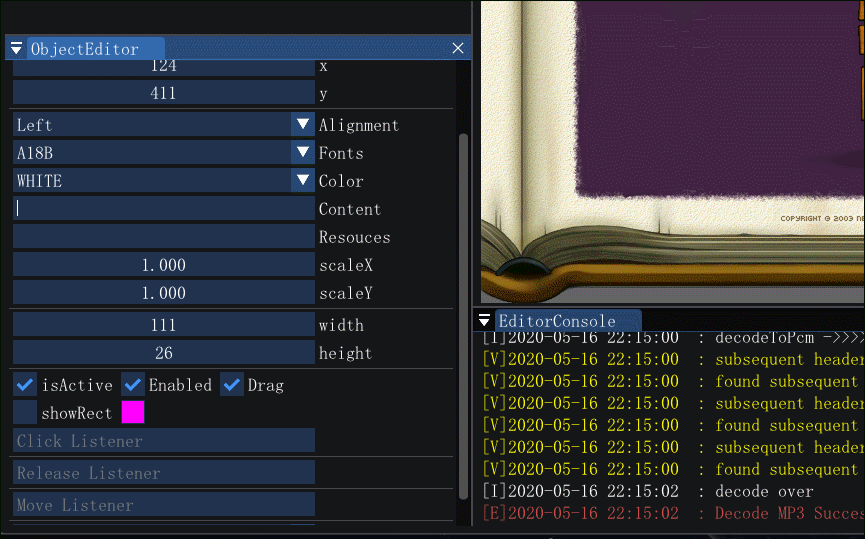 ObjectEditor
124 x
411 y
Left Alignment
A18B Fonts
WHITE Color
Content
Resouces
1.000 scaleX
1.000 scaleY
111 width
26 height
isActive Enabled Drag
showRect
Click Listener
Release Listener
Move Listener
COPYRIGHT © 2003
EditorConsole
[I]2020-05-16 22:15:00 : decodeToPcm ->>>>
[V]2020-05-16 22:15:00 : subsequent header
[V]2020-05-16 22:15:00 : found subsequent
[V]2020-05-16 22:15:00 : subsequent header
[V]2020-05-16 22:15:00 : found subsequent
[V]2020-05-16 22:15:00 : subsequent header
[V]2020-05-16 22:15:00 : found subsequent
[I]2020-05-16 22:15:02 : decode over
[E]2020-05-16 22:15:02 : Decode MP3 Succes